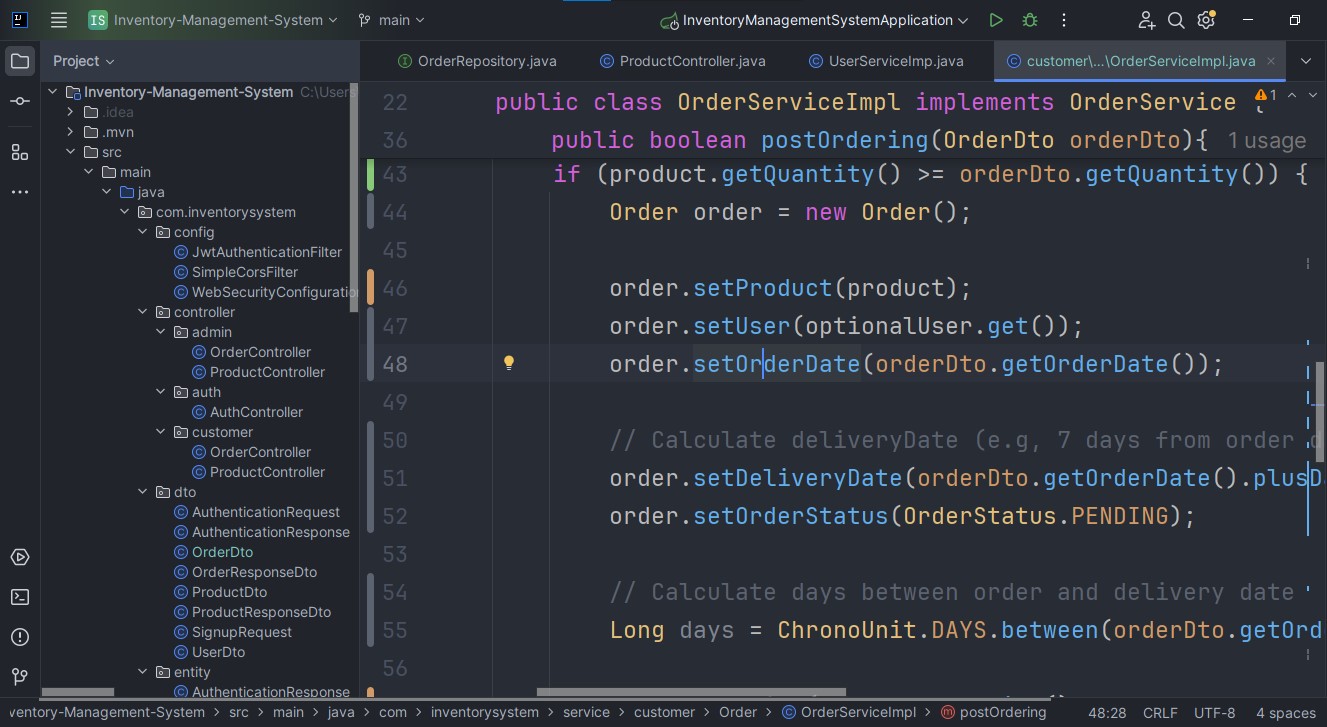 IS Inventory-Management-System main InventoryManagementSystemApplication
Project
OrderRepository.java ProductController.java UserServiceImp.java customer\...\OrderServiceImpl.java
Inventory-Management-System C:\Users
.idea
.mvn
src
main
java
com.inventorysystem
config
JwtAuthenticationFilter
SimpleCorsFilter
WebSecurityConfiguratio
controller
admin
OrderController
ProductController
auth
AuthController
customer
OrderController
ProductController
dto
AuthenticationRequest
AuthenticationResponse
OrderDto
OrderResponseDto
ProductDto
ProductResponseDto
SignupRequest
UserDto
entity
AuthenticationResponse
22 public class OrderServiceImpl implements OrderService { 1
36 public boolean postOrdering(OrderDto orderDto){ 1 usage
43 if (product.getQuantity() >= orderDto.getQuantity()) {
44 Order order = new Order();
45
46 order.setProduct(product);
47 order.setUser(optionalUser.get());
48 order.setOrderDate(orderDto.getOrderDate());
49
50 // Calculate deliveryDate (e.g, 7 days from order d
51 order.setDeliveryDate(orderDto.getOrderDate().plusD
52 order.setOrderStatus(OrderStatus.PENDING);
53
54 // Calculate days between order and delivery date
55 Long days = ChronoUnit.DAYS.between(orderDto.getOrd
56
ventory-Management-System > src > main > java > com > inventorysystem > service > customer > Order > OrderServiceImpl > postOrdering 48:28 CRLF UTF-8 4 spaces